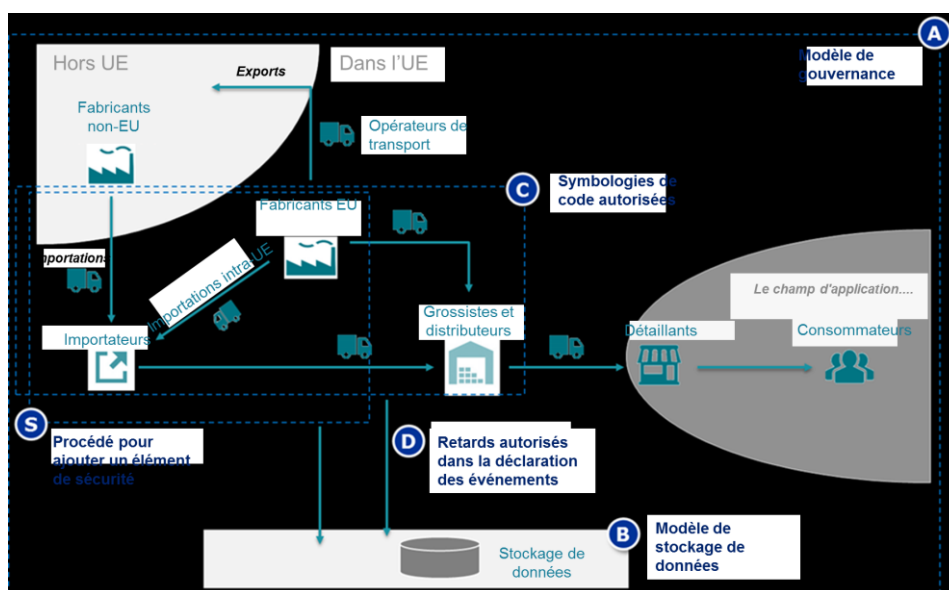 A
Hors UE
Dans l'UE
Modèle de
gouvernance
Exports
Fabricants
non-EU
Opérateurs de
transport
C
Symbologies de
code autorisées
Fabricants EU
mportations
Importations intra-UE
Le champ d'application....
Grossistes et
distributeurs
Détaillants
Consommateurs
Importateurs
S
Procédé pour
ajouter un élément
de sécurité
D
Retards autorisés
dans la déclaration
des événements
B
Modèle de
stockage de
données
Stockage de
données